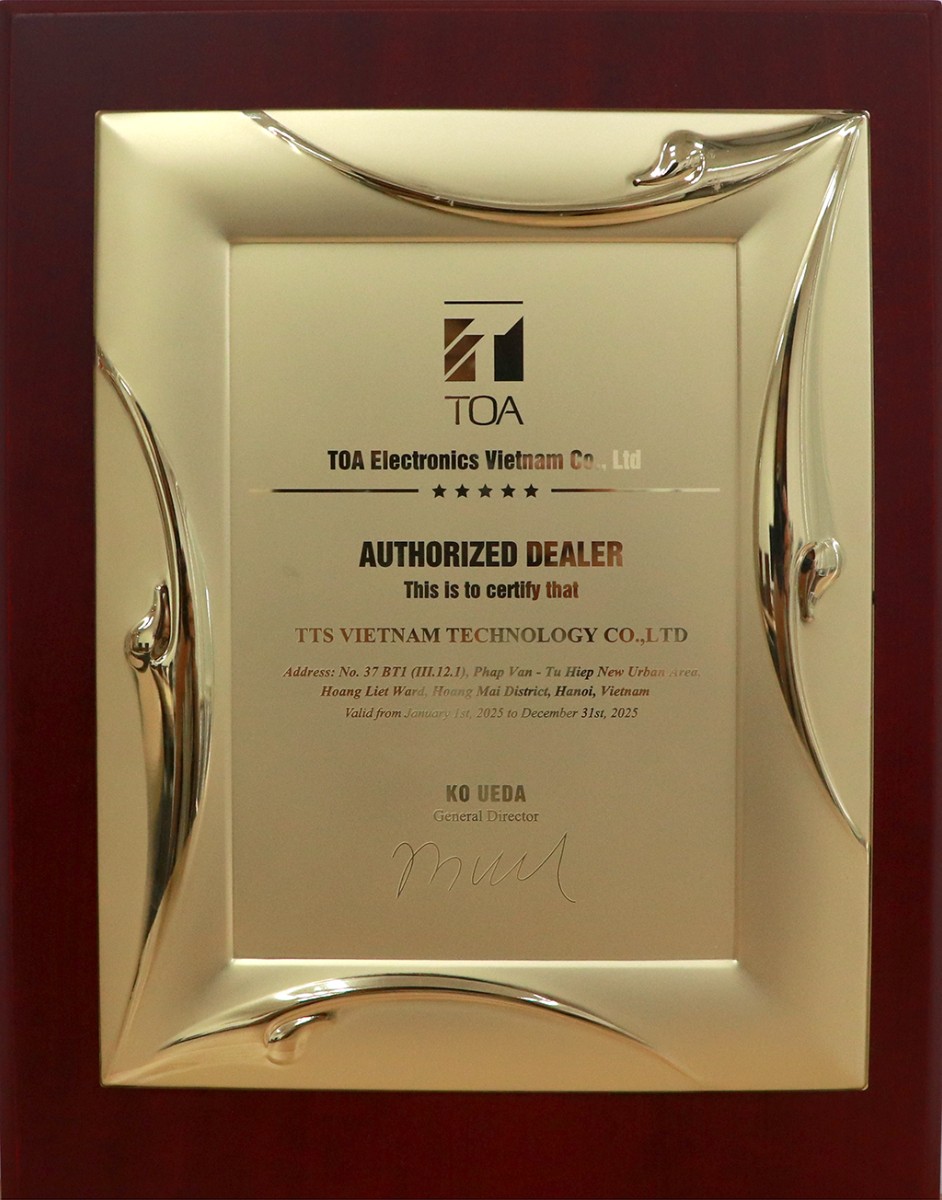 TOA
TOA Electronics Vietnam Co., Ltd
AUTHORIZED DEALER
This is to certify that
TTS VIETNAM TECHNOLOGY CO.,LTD
Address: No. 37 BT1 (III.12.1), Phap Van - Tu Hiep New Urban Area,
Hoang Liet Ward, Hoang Mai District, Hanoi, Vietnam
Valid from January 1st, 2025 to December 31st, 2025
KO UEDA
General Director